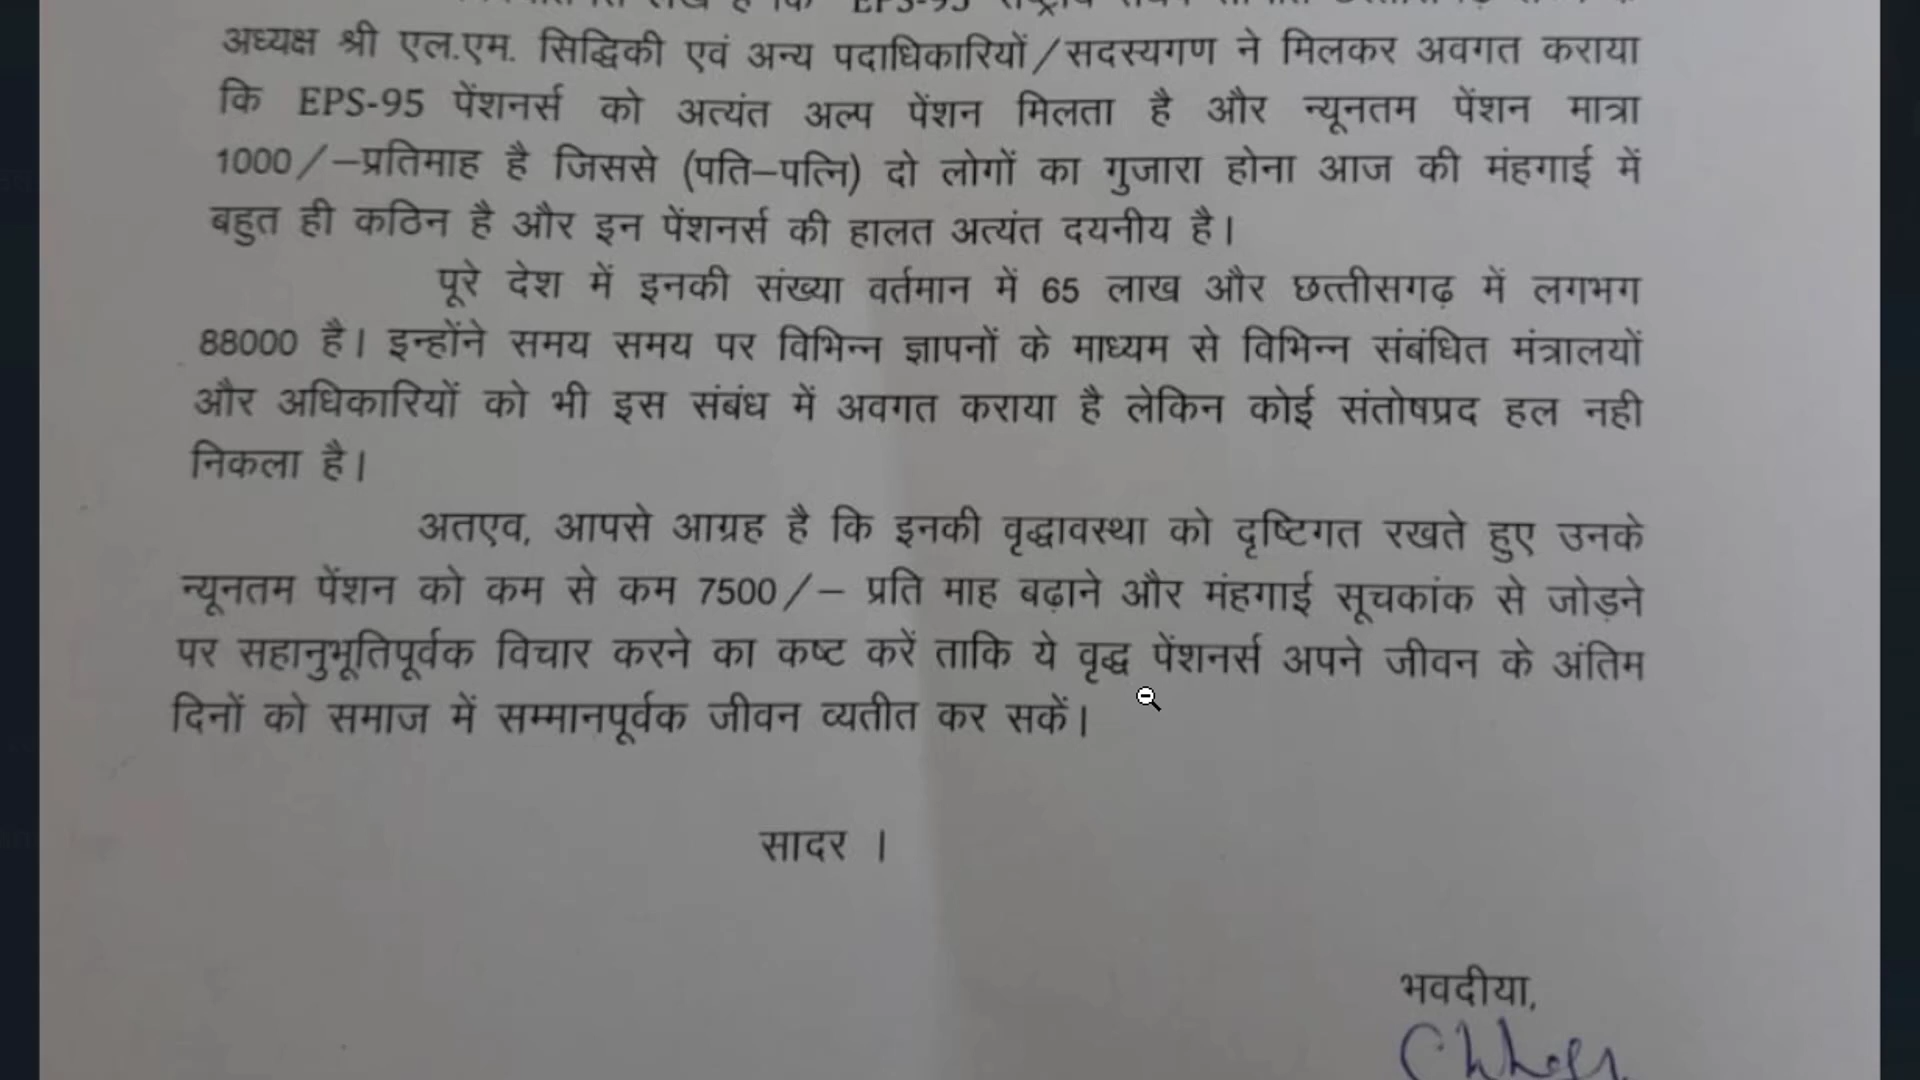 EPS-95
अध्यक्ष श्री एल.एम. सिद्धिकी एवं अन्य पदाधिकारियों/सदस्यगण ने मिलकर अवगत कराया
कि EPS-95 पेंशनर्स को अत्यंत अल्प पेंशन मिलता है और न्यूनतम पेंशन मात्रा
1000/–प्रतिमाह है जिससे (पति–पत्नि) दो लोगों का गुजारा होना आज की मंहगाई में
बहुत ही कठिन है और इन पेंशनर्स की हालत अत्यंत दयनीय है।
पूरे देश में इनकी संख्या वर्तमान में 65 लाख और छत्तीसगढ़ में लगभग
88000 है। इन्होंने समय समय पर विभिन्न ज्ञापनों के माध्यम से विभिन्न संबंधित मंत्रालयों
और अधिकारियों को भी इस संबंध में अवगत कराया है लेकिन कोई संतोषप्रद हल नही
निकला है।
अतएव, आपसे आग्रह है कि इनकी वृद्धावस्था को दृष्टिगत रखते हुए उनके
न्यूनतम पेंशन को कम से कम 7500/– प्रति माह बढ़ाने और मंहगाई सूचकांक से जोड़ने
पर सहानुभूतिपूर्वक विचार करने का कष्ट करें ताकि ये वृद्ध पेंशनर्स अपने जीवन के अंतिम
दिनों को समाज में सम्मानपूर्वक जीवन व्यतीत कर सकें।
सादर ।
भवदीया,